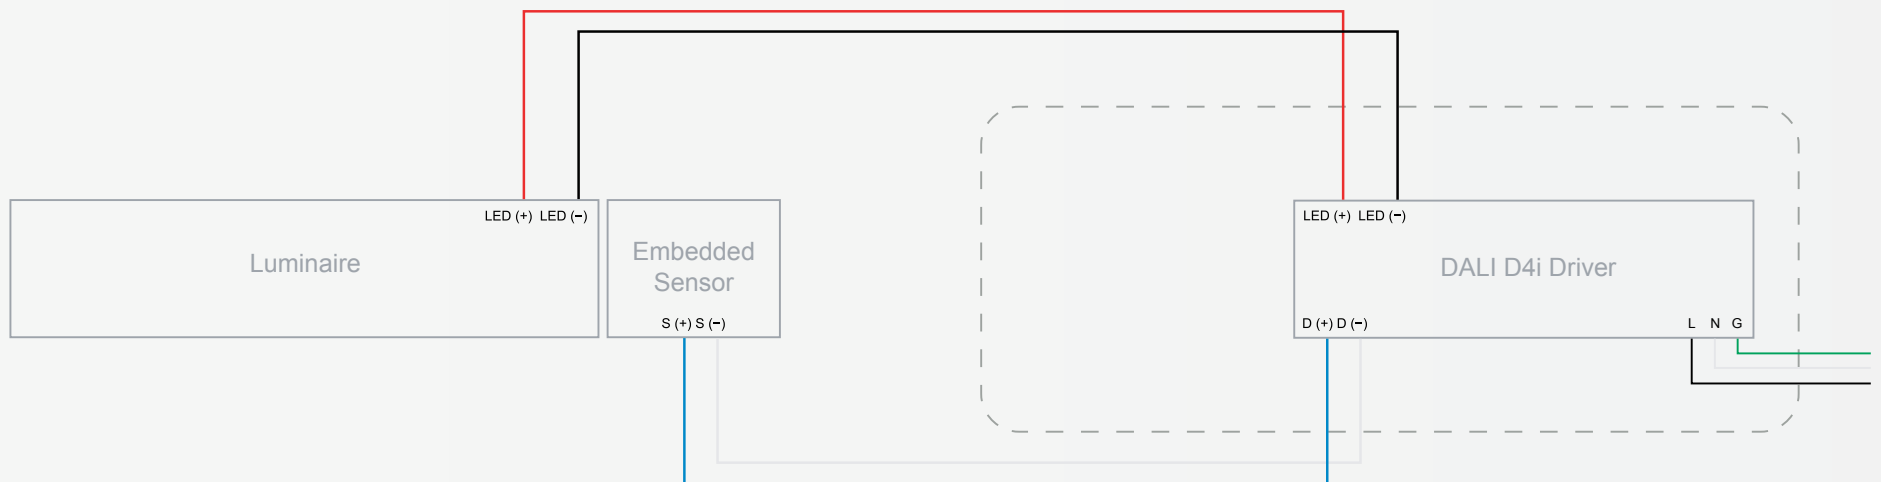 LED (+) LED (−)
Luminaire
Embedded
Sensor
S (+) S (−)
LED (+) LED (−)
DALI D4i Driver
D (+) D (−)
L N G